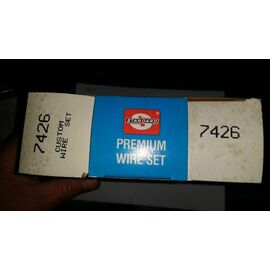 7426
CUSTOM
WIRE SET
STANDARD
PREMIUM
WIRE SET
7426